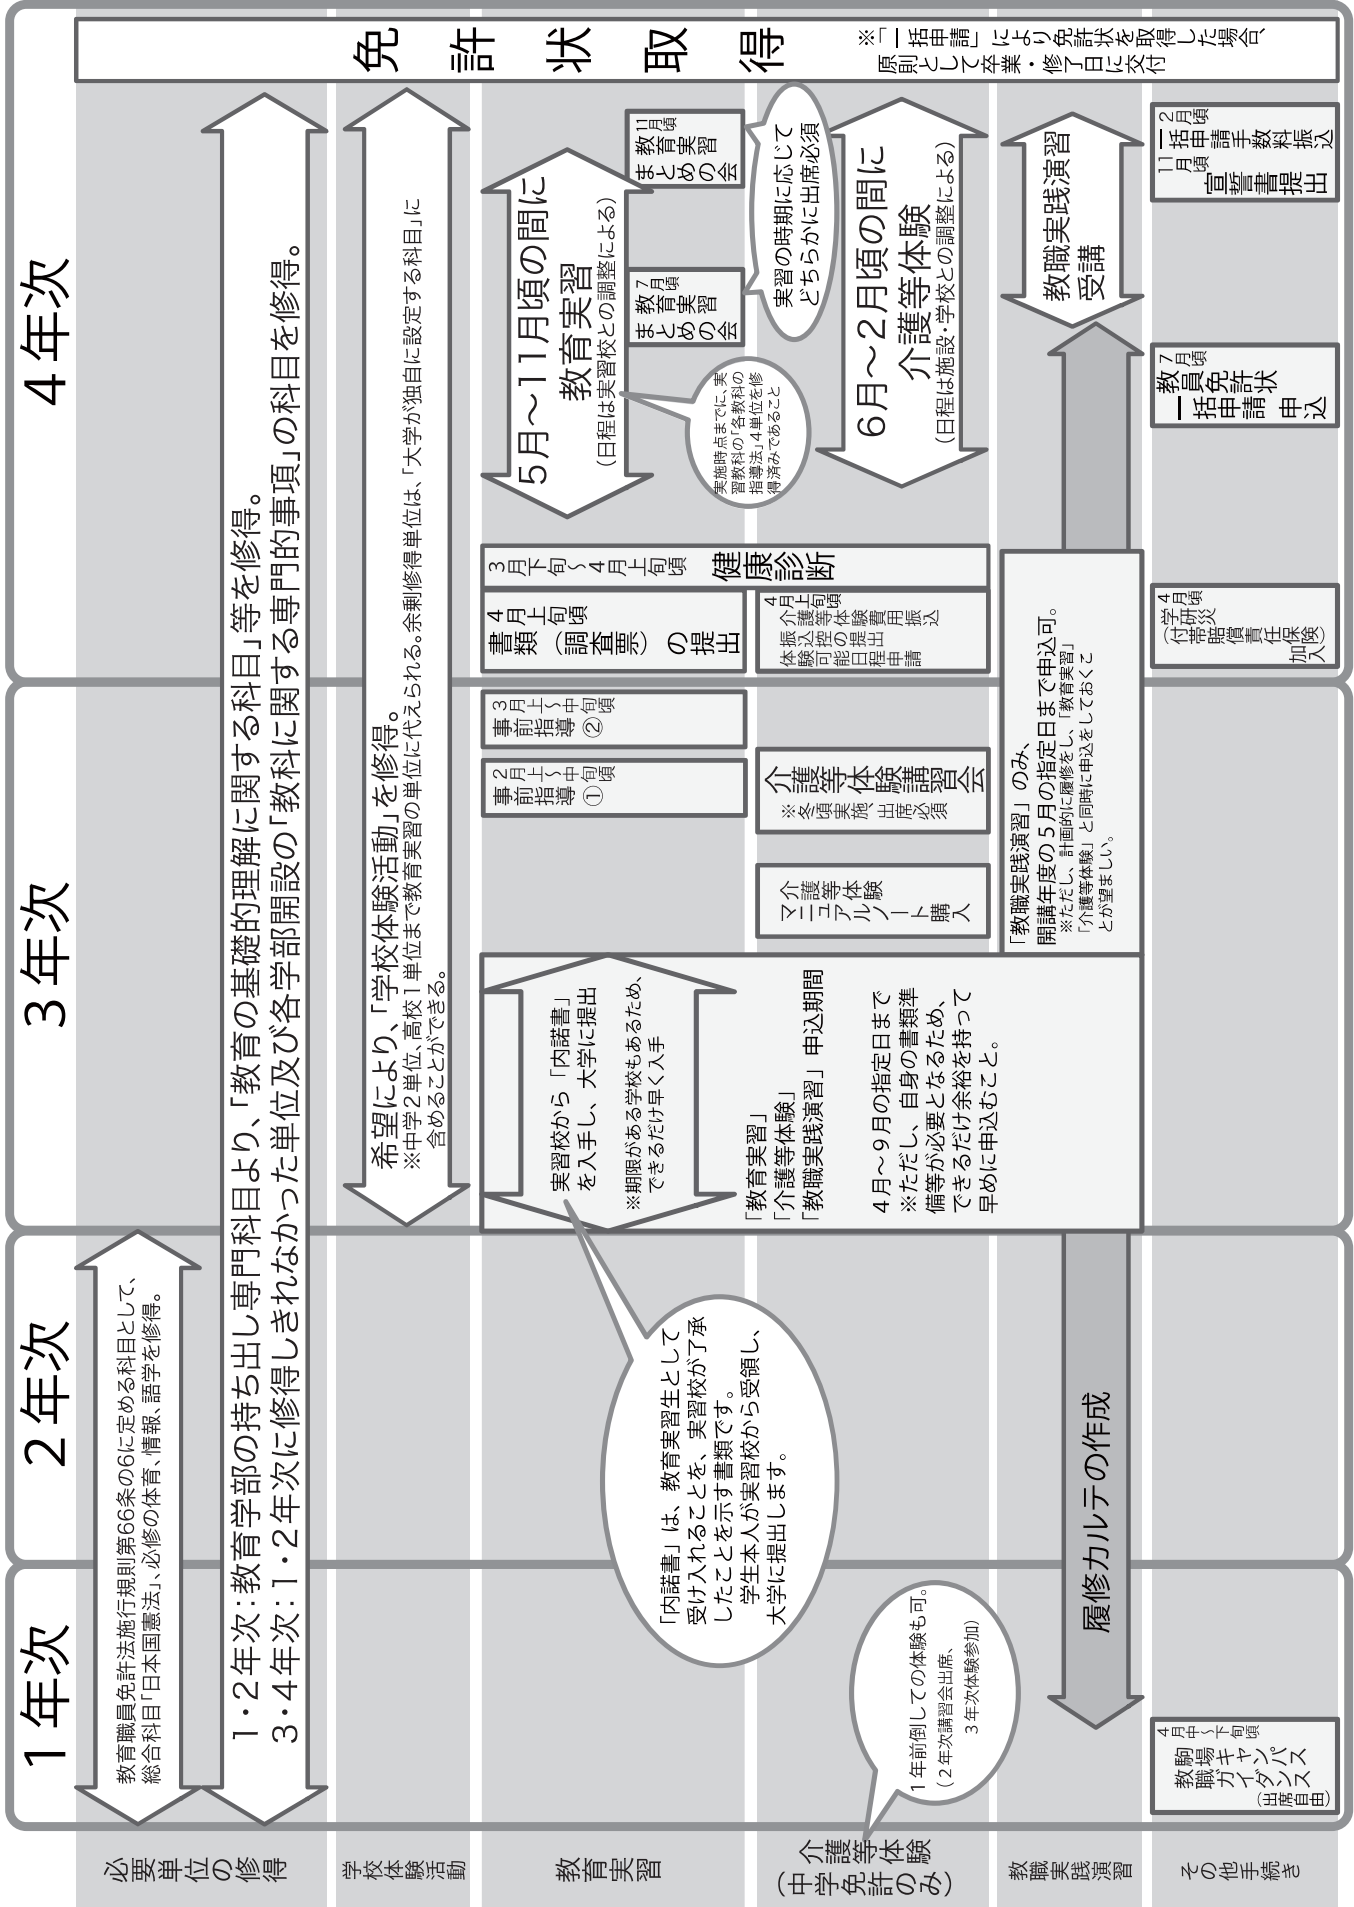 1年次
2年次
3年次
4年次
必要単位の修得
教育職員免許法施行規則第66条の6に定める科目として、
総合科目「日本国憲法」、必修の体育、情報、語学を修得。
1・2年次：教育学部の持ち出し専門科目より、「教育の基礎的理解に関する科目」等を修得。
3・4年次：1・2年次に修得しきれなかった単位及び各学部開設の「教科に関する専門的事項」の科目を修得。
学校体験活動
希望により、「学校体験活動」を修得。
※中学2単位、高校1単位まで教育実習の単位に代えられる。余剰修得単位は、「大学が独自に設定する科目」に
含めることができる。
教育実習
「内諾書」は、教育実習生として
受け入れることを、実習校が了承
したことを示す書類です。
学生本人が実習校から受領し、
大学に提出します。
実習校から「内諾書」
を入手し、大学に提出
※期限がある学校もあるため、
できるだけ早く入手
「教育実習」
「介護等体験」
「教職実践演習」申込期間
4月～9月の指定日まで
※ただし、自身の書類準
備等が必要となるため、
できるだけ余裕を持って
早めに申込むこと。
2月上～中旬頃
事前指導①
3月上～中旬頃
事前指導②
4月上旬頃
書類（調査票）の提出
3月下旬～4月上旬頃 健康診断
5月～11月頃の間に
教育実習
（日程は実習校との調整による）
実施時点までに、実
習教科の「各教科の
指導法」4単位を修
得済みであること
7月頃
教育実習
まとめの会
11月頃
教育実習
まとめの会
実習の時期に応じて
どちらかに出席必須
介護等体験
（中学免許のみ）
1年前倒しての体験も可。
（2年次講習会出席、
3年次体験参加）
介護等体験
マニュアルノート購入
介護等体験講習会
※冬頃実施、出席必須
4月上旬頃
介護等体験費用振込
振込控の提出
体験可能日程申請
6月～2月頃の間に
介護等体験
（日程は施設・学校との調整による）
教職実践演習
履修カルテの作成
「教職実践演習」のみ、
開講年度の5月の指定日まで申込可。
※ただし、計画的に履修をし、「教育実習」
「介護等体験」と同時に申込をしておくこ
とが望ましい。
教職実践演習
受講
その他手続き
4月中～下旬頃
駒場キャンパス
教職ガイダンス
（出席自由）
4月頃
学研災
（付帯賠償責任保険）
加入
7月頃
教員免許状
一括申請 申込
11月頃
宣誓書提出
2月頃
一括申請手数料振込
免許状取得
※「一括申請」により免許状を取得した場合、
原則として卒業・修了日に交付